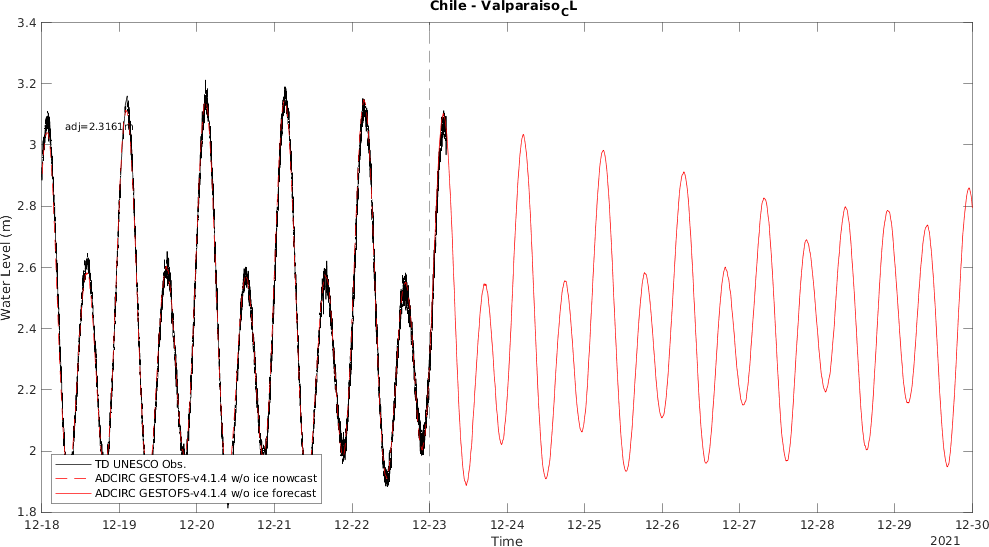 Chile - Valparaiso_CL
3.4
3.2
3
2.8
2.6
2.4
2.2
2
1.8
Water Level (m)
adj=2.3161m
TD UNESCO Obs.
ADCIRC GESTOFS-v4.1.4 w/o ice nowcast
ADCIRC GESTOFS-v4.1.4 w/o ice forecast
12-18 12-19 12-20 12-21 12-22 12-23 12-24 12-25 12-26 12-27 12-28 12-29 12-30
Time
2021